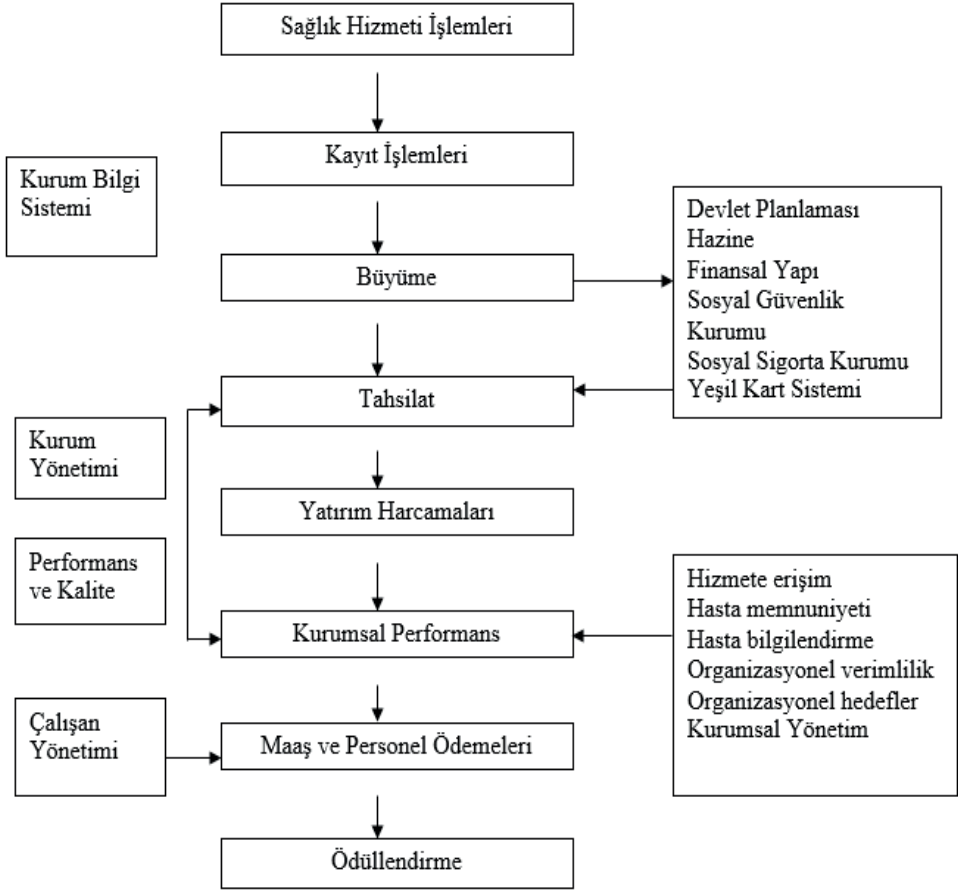 Sağlık Hizmeti İşlemleri
Kayıt İşlemleri
Kurum Bilgi
Sistemi
Büyüme
Devlet Planlaması
Hazine
Finansal Yapı
Sosyal Güvenlik
Kurumu
Sosyal Sigorta Kurumu
Yeşil Kart Sistemi
Tahsilat
Kurum
Yönetimi
Yatırım Harcamaları
Performans
ve Kalite
Kurumsal Performans
Hizmete erişim
Hasta memnuniyeti
Hasta bilgilendirme
Organizasyonel verimlilik
Organizasyonel hedefler
Kurumsal Yönetim
Çalışan
Yönetimi
Maaş ve Personel Ödemeleri
Ödüllendirme